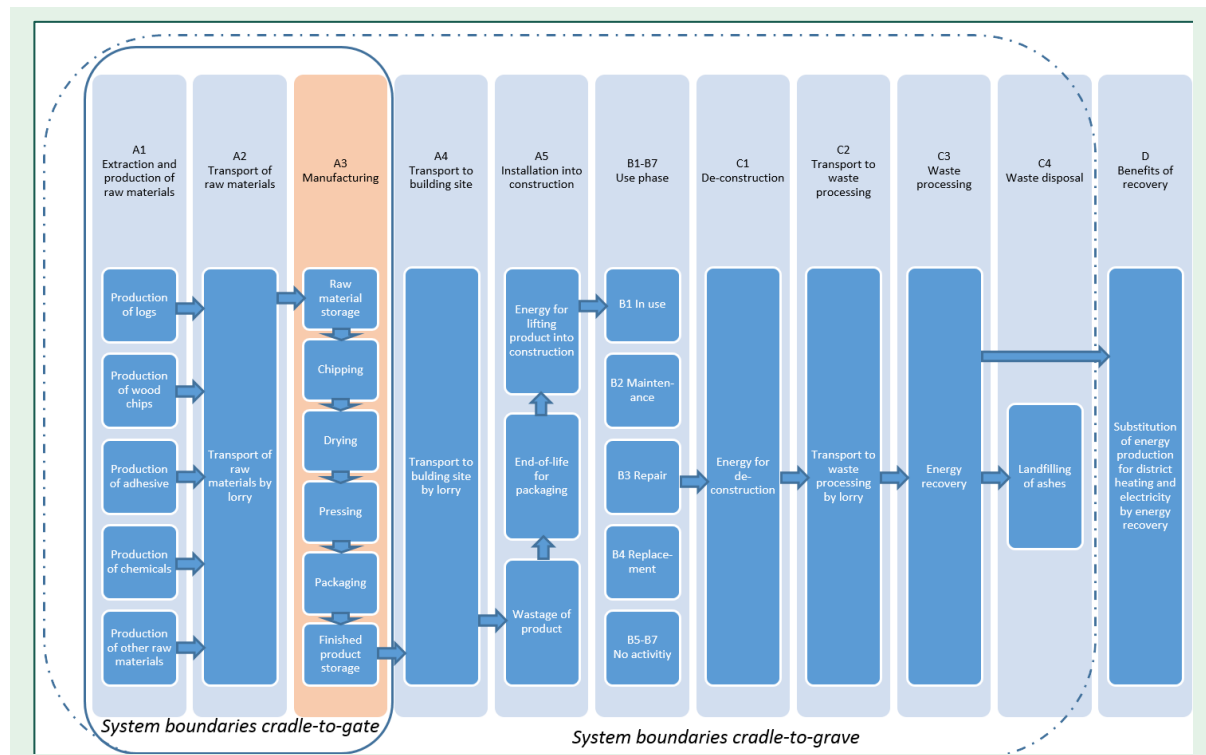 A1
Extraction and
production of
raw materials
A2
Transport of
raw materials
A3
Manufacturing
A4
Transport to
building site
A5
Installation into
construction
B1-B7
Use phase
C1
De-construction
C2
Transport to
waste
processing
C3
Waste
processing
C4
Waste disposal
D
Benefits of
recovery
Production
of logs
Production
of wood
chips
Production
of adhesive
Production
of chemicals
Production
of other raw
materials
Transport of
raw
materials by
lorry
Raw
material
storage
Chipping
Drying
Pressing
Packaging
Finished
product
storage
Transport to
bulding site
by lorry
Energy for
lifting
product into
construction
End-of-life
for
packaging
Wastage of
product
B1 In use
B2 Mainten-
ance
B3 Repair
B4 Replace-
ment
B5-B7
No activitiy
Energy for
de-
construction
Transport to
waste
processing
by lorry
Energy
recovery
Landfilling
of ashes
Substitution
of energy
production
for district
heating and
electricity
by energy
recovery
System boundaries cradle-to-gate
System boundaries cradle-to-grave